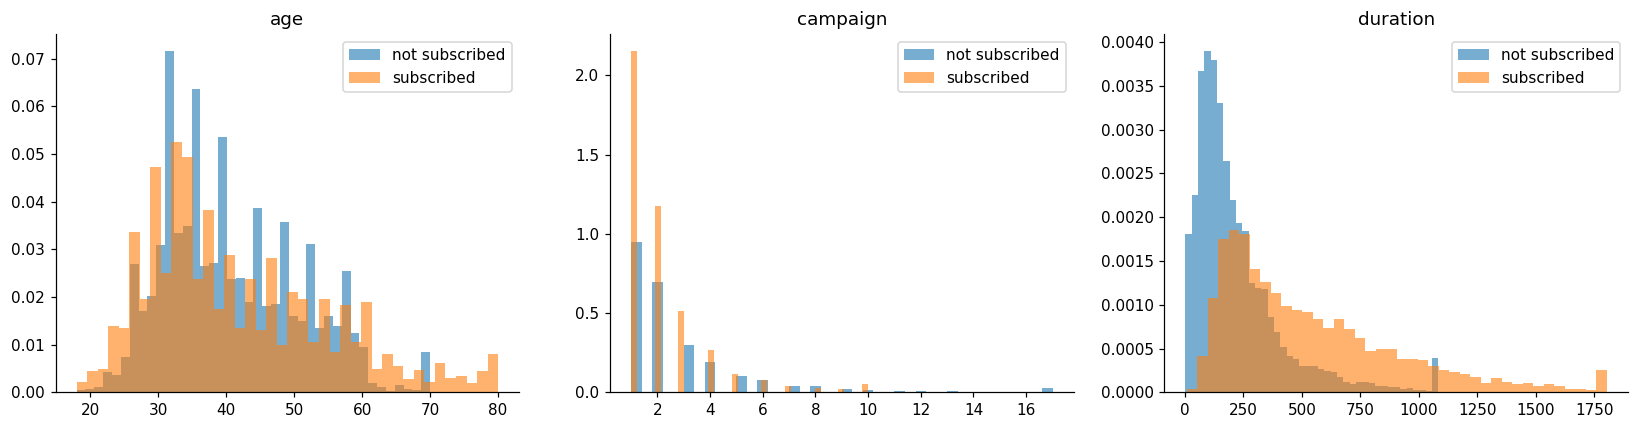 age
not subscribed
subscribed
0.07
0.06
0.05
0.04
0.03
0.02
0.01
0.00
20 30 40 50 60 70 80
campaign
not subscribed
subscribed
2.0
1.5
1.0
0.5
0.0
2 4 6 8 10 12 14 16
duration
not subscribed
subscribed
0.0040
0.0035
0.0030
0.0025
0.0020
0.0015
0.0010
0.0005
0.0000
0 250 500 750 1000 1250 1500 1750